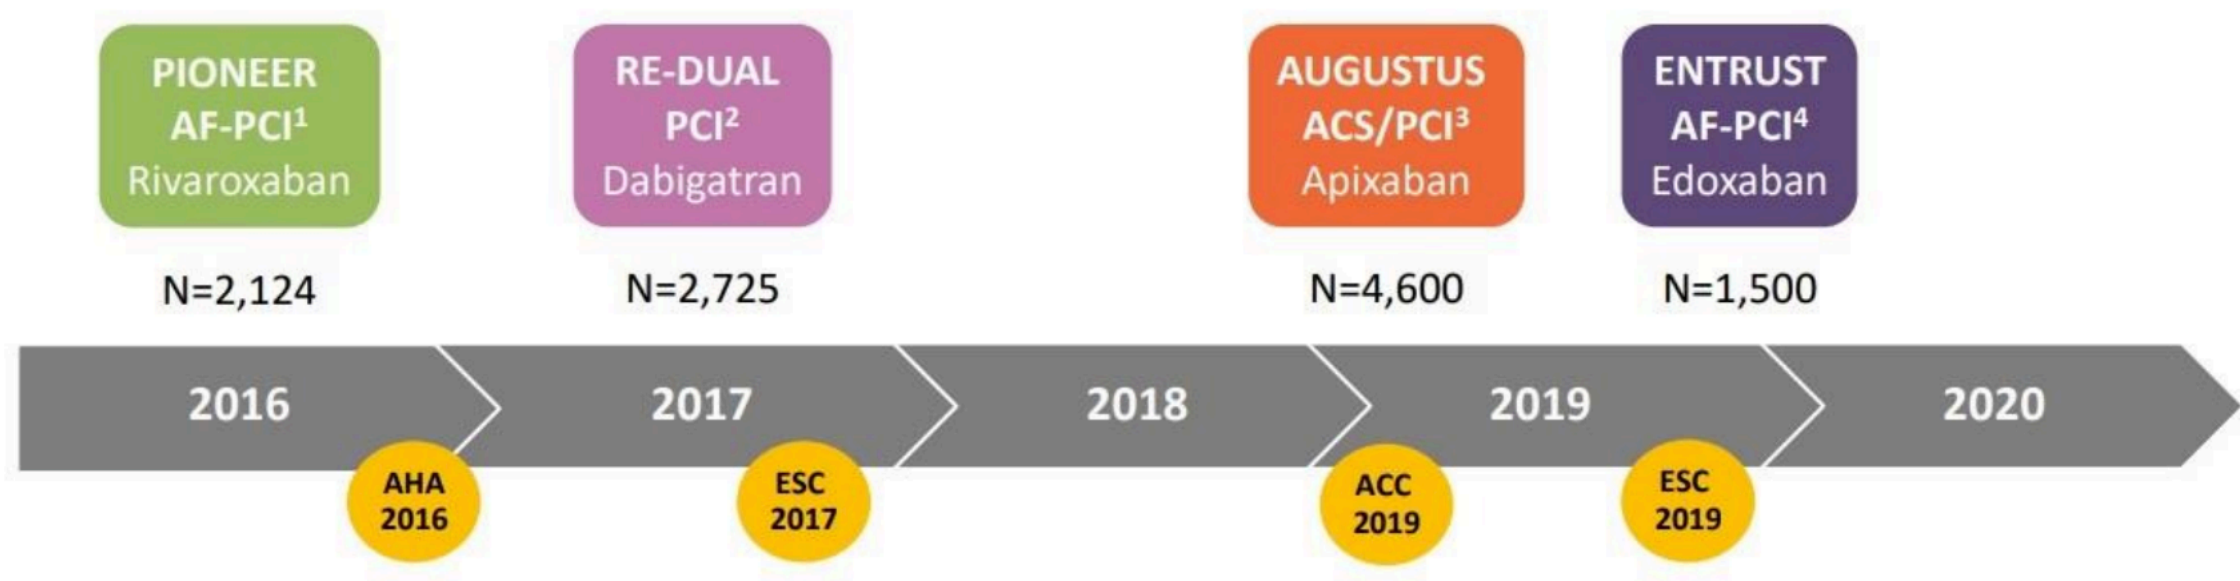 PIONEER
AF-PCI¹
Rivaroxaban
RE-DUAL
PCI²
Dabigatran
AUGUSTUS
ACS/PCI³
Apixaban
ENTRUST
AF-PCI⁴
Edoxaban
N=2,124
N=2,725
N=4,600
N=1,500
2016
2017
2018
2019
2020
AHA
2016
ESC
2017
ACC
2019
ESC
2019